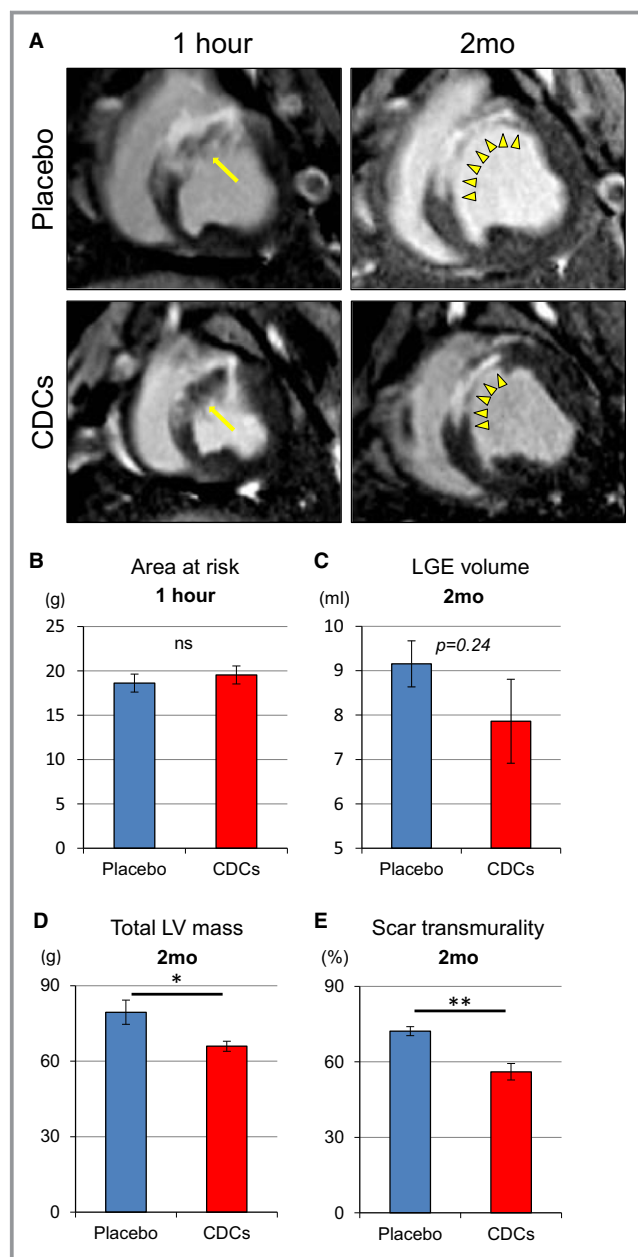 A
1 hour
2mo
Placebo
CDCs
B
Area at risk
1 hour
(g)
25
20
15
10
5
0
ns
Placebo
CDCs
C
LGE volume
2mo
(ml)
10
9
8
7
6
5
p=0.24
Placebo
CDCs
D
Total LV mass
2mo
(g)
90
60
30
0
*
Placebo
CDCs
E
Scar transmurality
2mo
(%)
90
60
30
0
**
Placebo
CDCs